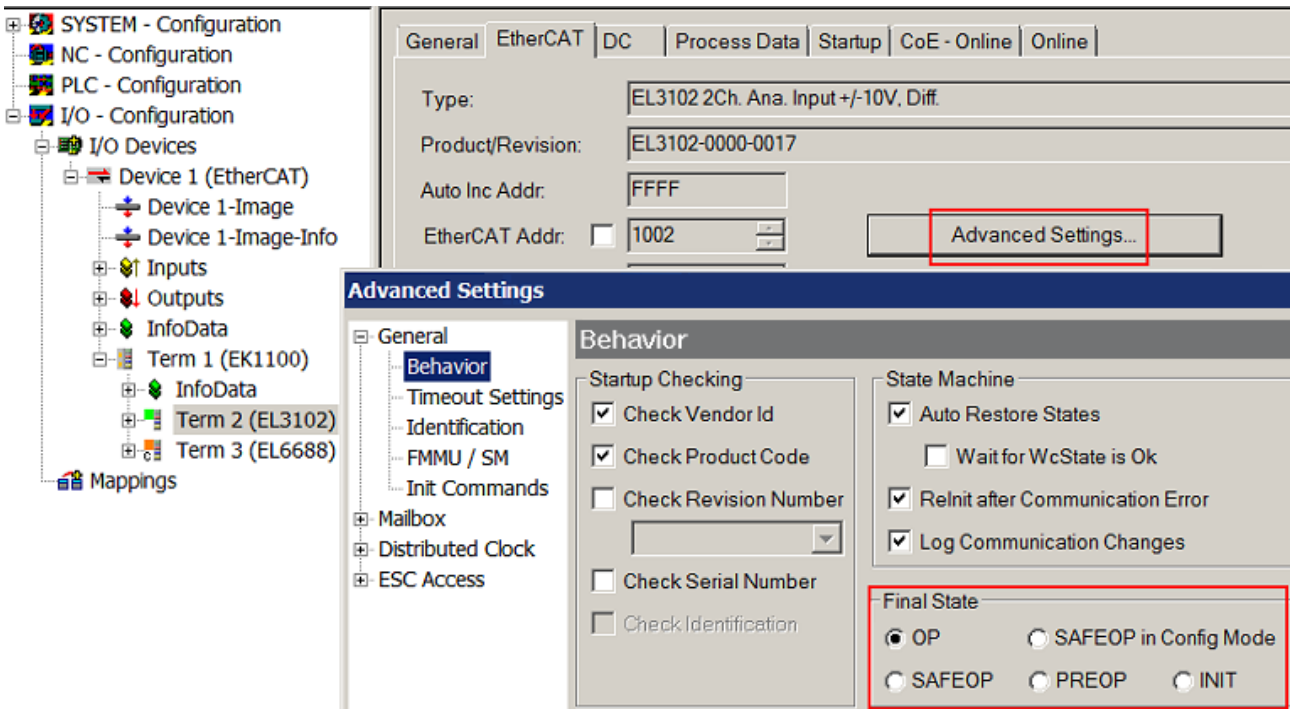 SYSTEM - Configuration
NC - Configuration
PLC - Configuration
I/O - Configuration
I/O Devices
Device 1 (EtherCAT)
Device 1-Image
Device 1-Image-Info
Inputs
Outputs
InfoData
Term 1 (EK1100)
InfoData
Term 2 (EL3102)
Term 3 (EL6688)
Mappings
General EtherCAT DC Process Data Startup CoE - Online Online
Type: EL3102 2Ch. Ana. Input +/-10V, Diff.
Product/Revision: EL3102-0000-0017
Auto Inc Addr: FFFF
EtherCAT Addr: 1002 Advanced Settings...
Advanced Settings
General
Behavior
Timeout Settings
Identification
FMMU / SM
Init Commands
Mailbox
Distributed Clock
ESC Access
Behavior
Startup Checking
Check Vendor Id
Check Product Code
Check Revision Number
Check Serial Number
Check Identification
State Machine
Auto Restore States
Wait for WcState is Ok
ReInit after Communication Error
Log Communication Changes
Final State
OP SAFEOP in Config Mode
SAFEOP PREOP INIT